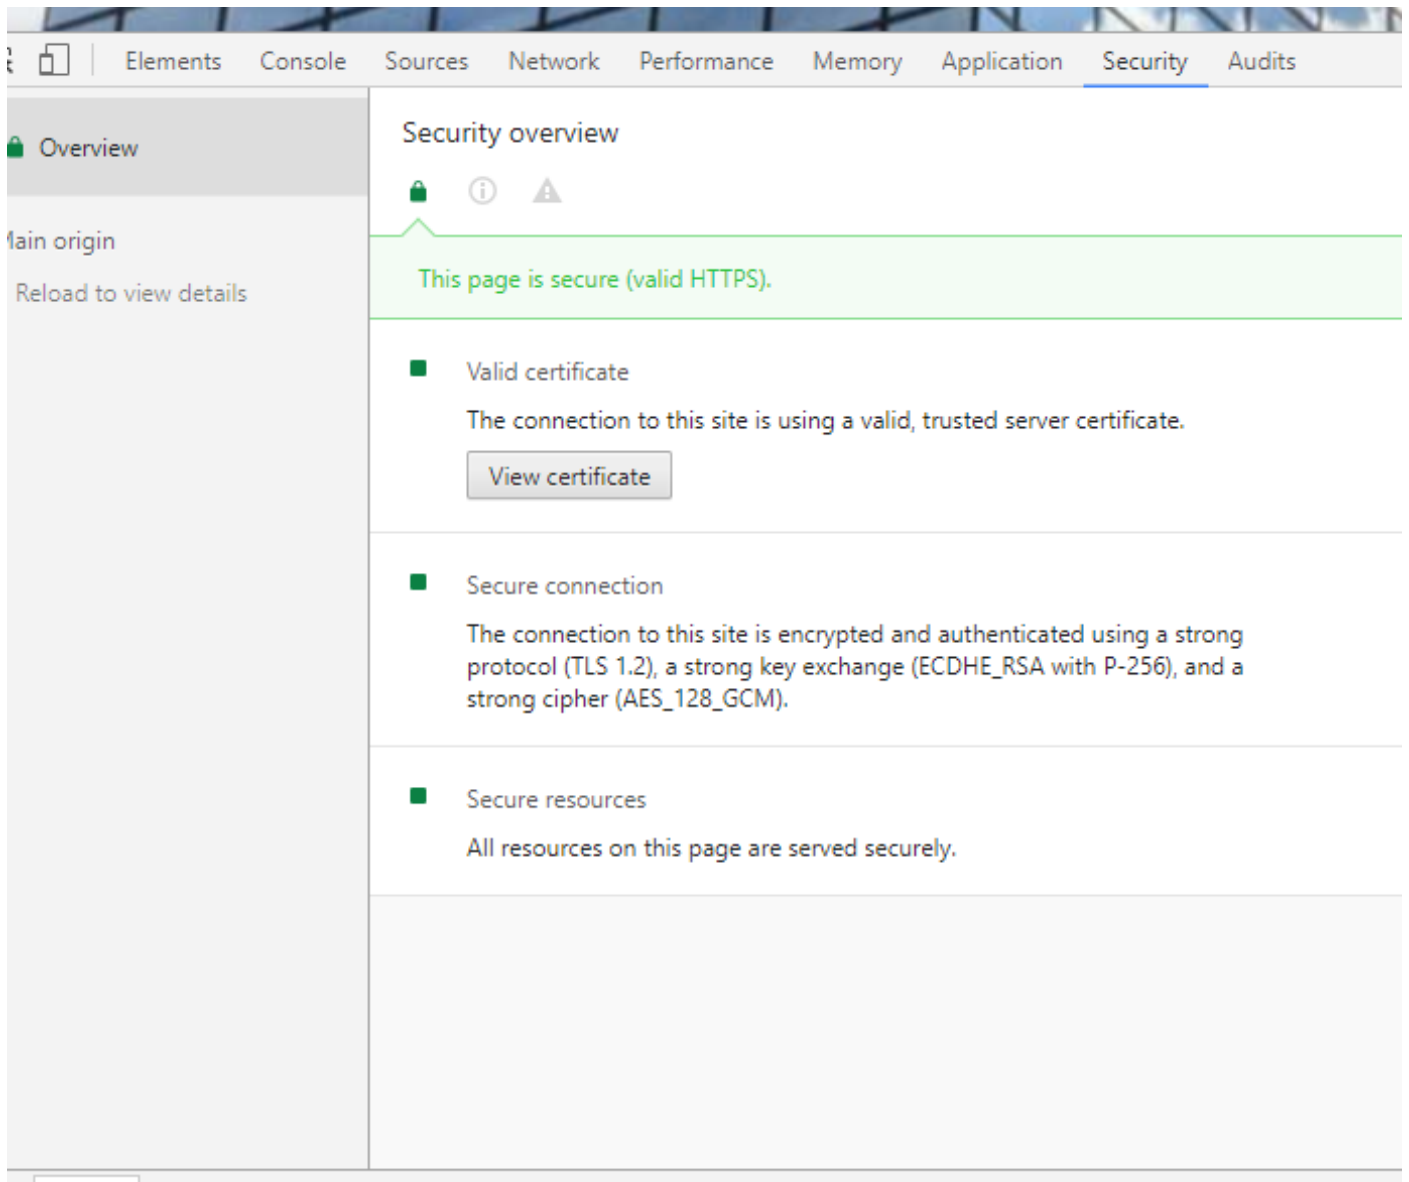 Elements Console Sources Network Performance Memory Application Security Audits
Overview
Main origin
Reload to view details
Security overview
This page is secure (valid HTTPS).
Valid certificate
The connection to this site is using a valid, trusted server certificate.
View certificate
Secure connection
The connection to this site is encrypted and authenticated using a strong
protocol (TLS 1.2), a strong key exchange (ECDHE_RSA with P-256), and a
strong cipher (AES_128_GCM).
Secure resources
All resources on this page are served securely.